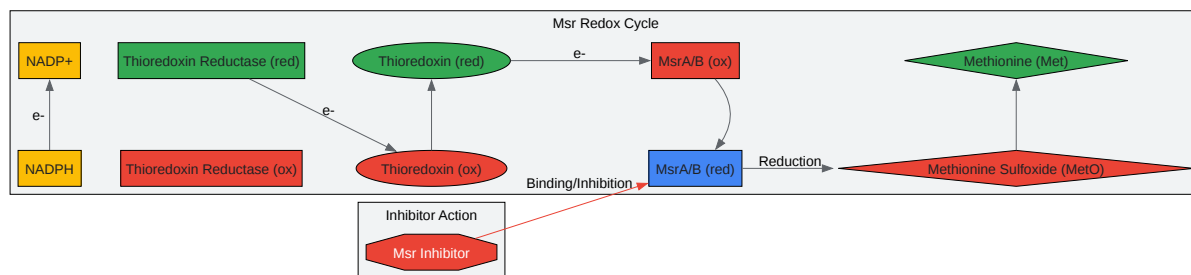 Msr Redox Cycle
NADP+
Thioredoxin Reductase (red)
Thioredoxin (red)
e-
MsrA/B (ox)
Methionine (Met)
e-
e-
NADPH
Thioredoxin Reductase (ox)
Thioredoxin (ox)
MsrA/B (red)
Reduction
Methionine Sulfoxide (MetO)
Binding/Inhibition
Inhibitor Action
Msr Inhibitor